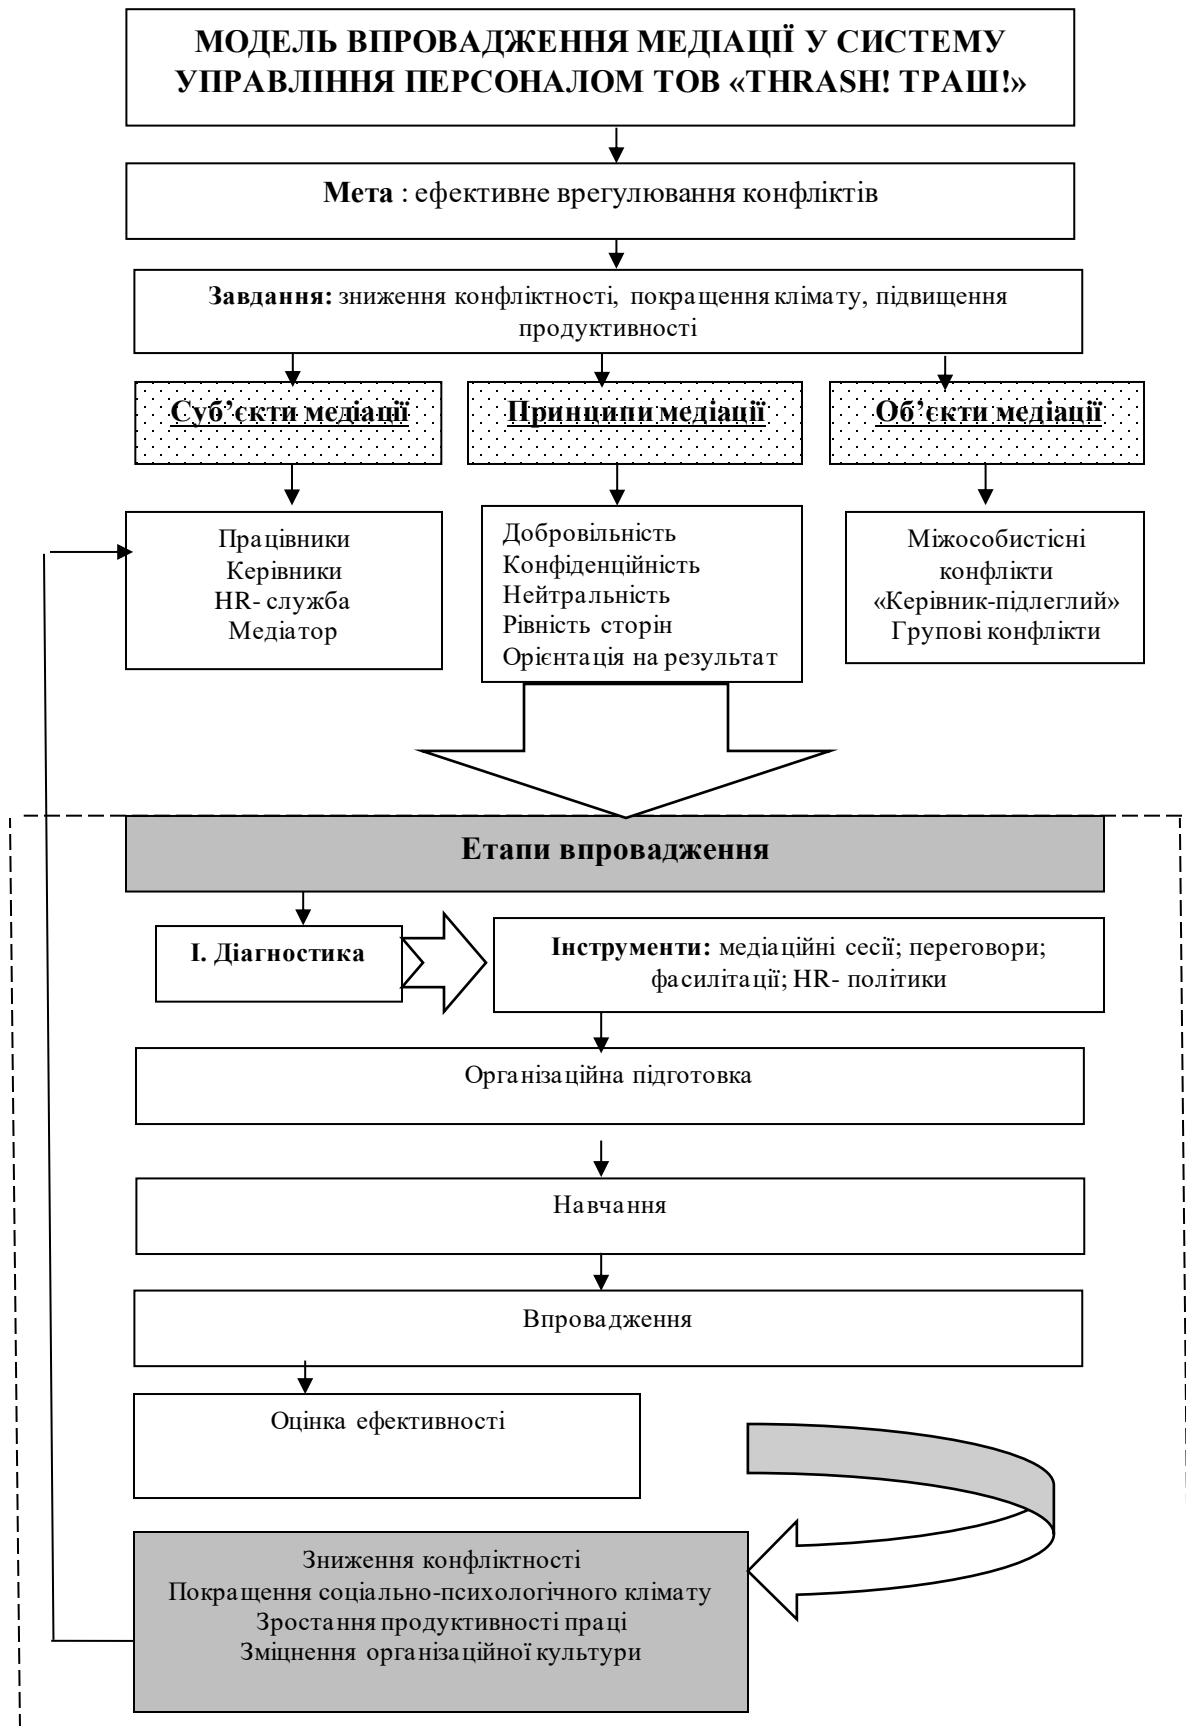 МОДЕЛЬ ВПРОВАДЖЕННЯ МЕДІАЦІЇ У СИСТЕМУ
УПРАВЛІННЯ ПЕРСОНАЛОМ ТОВ «THRASH! ТРАШ!»
Мета : ефективне врегулювання конфліктів
Завдання: зниження конфліктності, покращення клімату, підвищення
продуктивності
Суб’єкти медіації
Принципи медіації
Об’єкти медіації
Працівники
Керівники
HR- служба
Медіатор
Добровільність
Конфіденційність
Нейтральність
Рівність сторін
Орієнтація на результат
Міжособистісні
конфлікти
«Керівник-підлеглий»
Групові конфлікти
Етапи впровадження
І. Діагностика
Інструменти: медіаційні сесії; переговори;
фасилітації; HR- політики
Організаційна підготовка
Навчання
Впровадження
Оцінка ефективності
Зниження конфліктності
Покращення соціально-психологічного клімату
Зростання продуктивності праці
Зміцнення організаційної культури